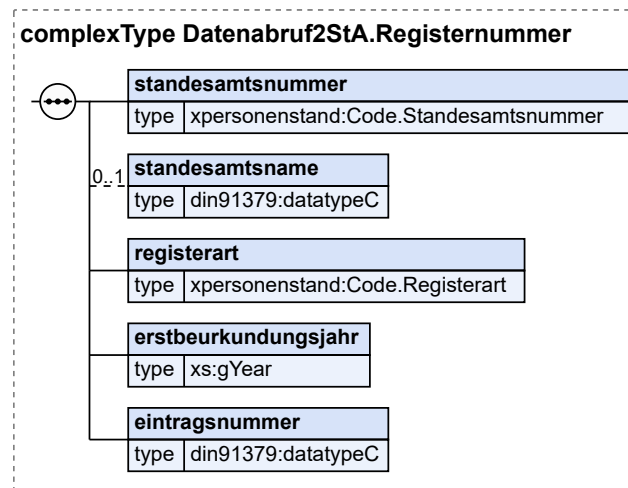 complexType Datenabruf2StA.Registernummer
standesamtsnummer
type xpersonenstand:Code.Standesamtsnummer
0..1
standesamtsname
type din91379:datatypeC
registerart
type xpersonenstand:Code.Registerart
erstbeurkundungsjahr
type xs:gYear
eintragsnummer
type din91379:datatypeC